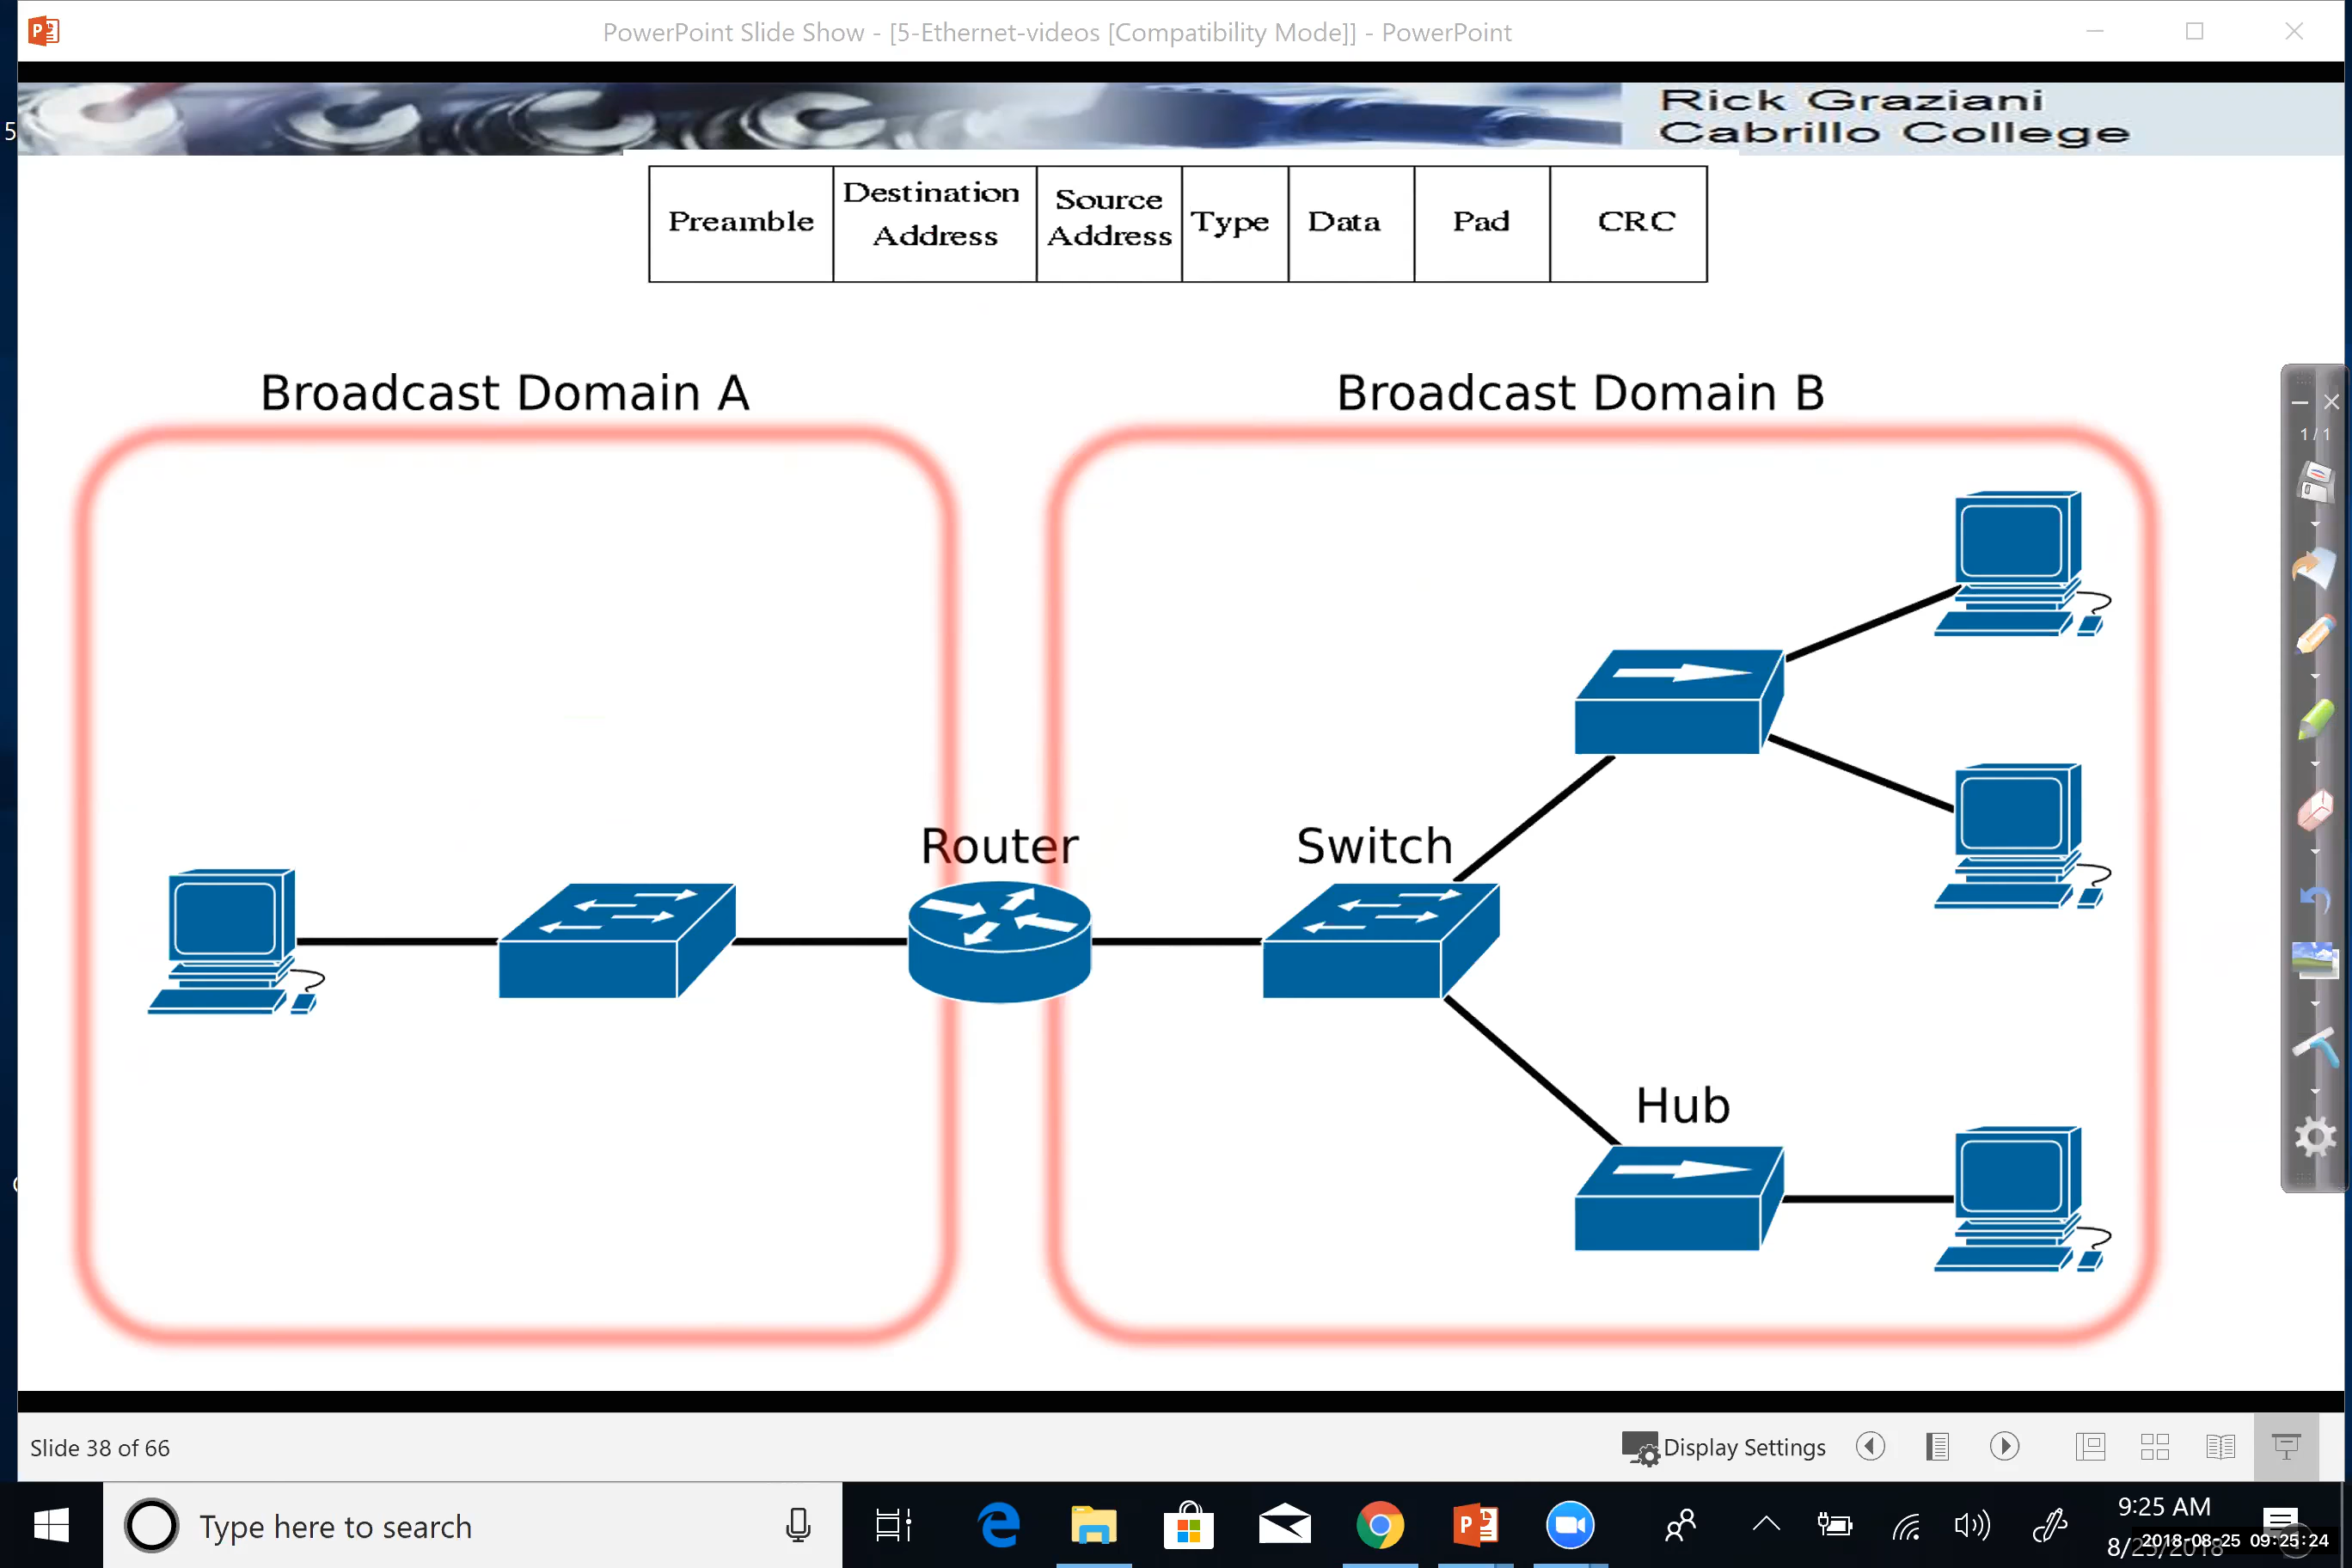 PowerPoint Slide Show - [5-Ethernet-videos [Compatibility Mode]] - PowerPoint
5
Rick Graziani
Cabrillo College
Preamble
Destination
Address
Source
Address
Type
Data
Pad
CRC
Broadcast Domain A
Broadcast Domain B
1 / 1
Router
Switch
Hub
Slide 38 of 66
Display Settings
Type here to search
9:25 AM
2018-08-25 09:25:24